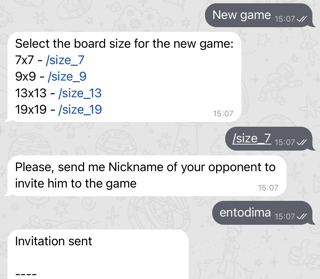 New game 15:07
Select the board size for the new game:
7x7 - /size_7
9x9 - /size_9
13x13 - /size_13
19x19 - /size_19
15:07
/size_7 15:07
Please, send me Nickname of your opponent to
invite him to the game
15:07
entodima 15:07
Invitation sent
----